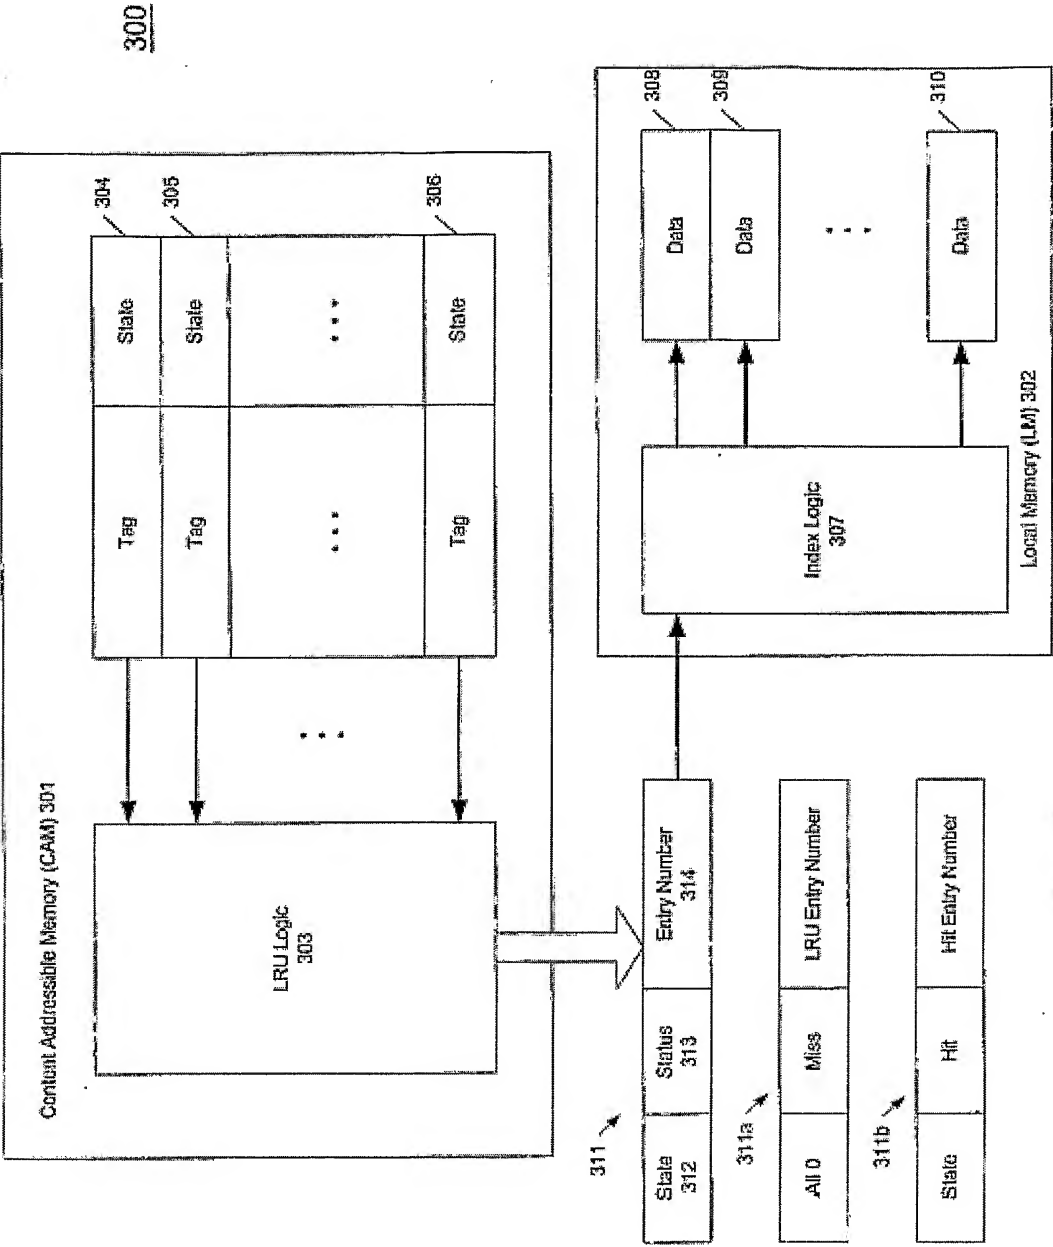 300
Content Addressable Memory (CAM) 301
LRU Logic
303
Tag
State
304
Tag
State
305
Tag
State
306
311
State
312
Status
313
Entry Number
314
311a
All 0
Miss
LRU Entry Number
311b
State
Hit
Hit Entry Number
Index Logic
307
Data
308
Data
309
Data
310
Local Memory (LM) 302